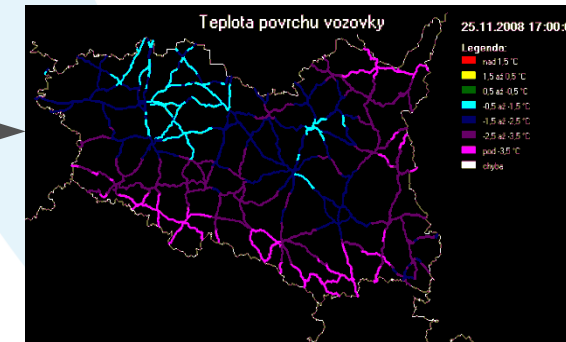 Teplota povrchu vozovky
25.11.2008 17:00:0
Legenda:
nad 1,5 °C
1,5 až 0,5 °C
0,5 až -0,5 °C
-0,5 až -1,5 °C
-1,5 až -2,5 °C
-2,5 až -3,5 °C
pod -3,5 °C
chyba